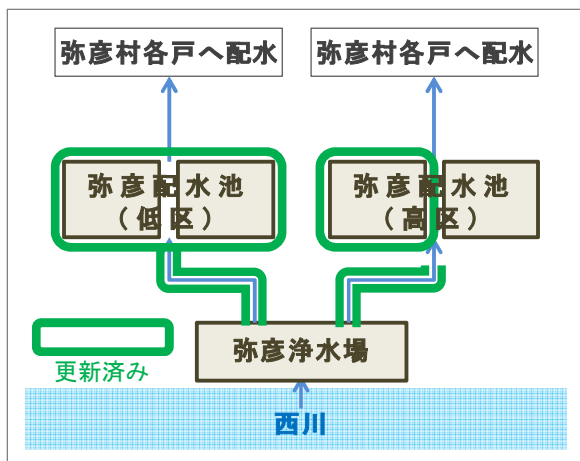 弥彦村各戸へ配水
弥彦村各戸へ配水
弥彦配水池
（低区）
弥彦配水池
（高区）
弥彦浄水場
更新済み
西川